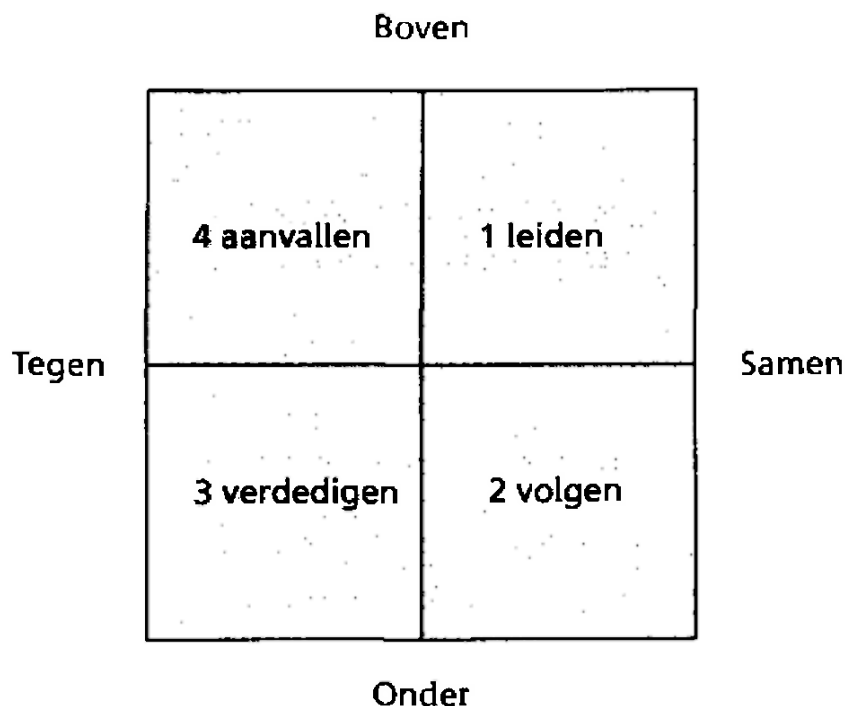 Boven
4 aanvallen
1 leiden
Tegen
Samen
3 verdedigen
2 volgen
Onder